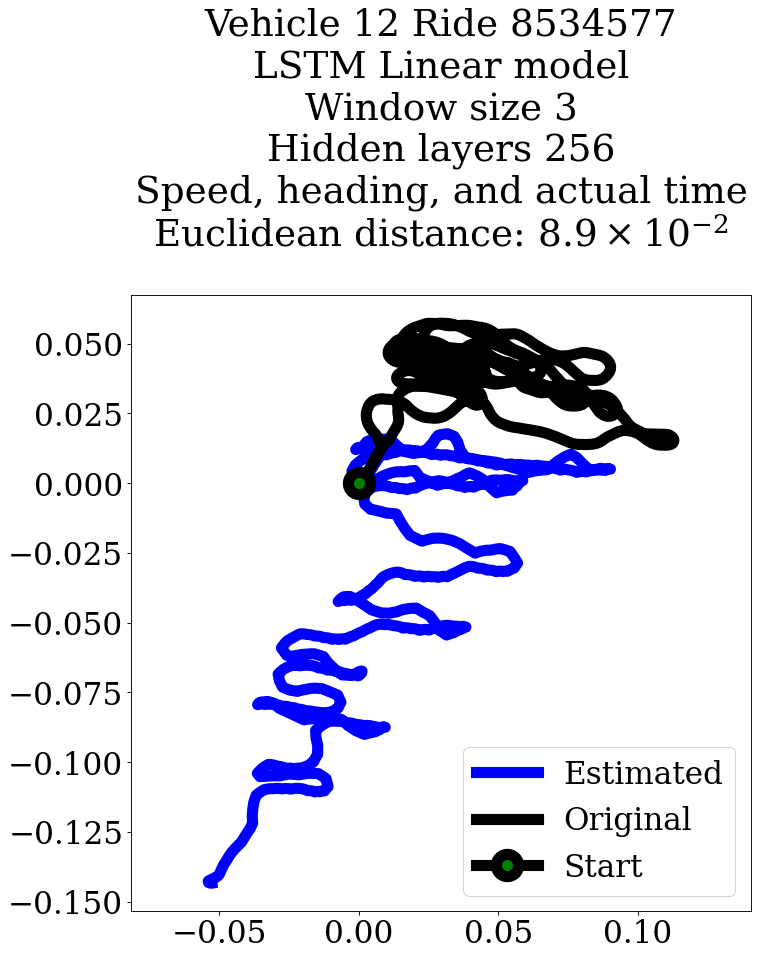 Vehicle 12 Ride 8534577
LSTM Linear model
Window size 3
Hidden layers 256
Speed, heading, and actual time
Euclidean distance: 8.9 × 10⁻²
0.050
0.025
0.000
−0.025
−0.050
−0.075
−0.100
−0.125
−0.150
Estimated
Original
Start
−0.05 0.00 0.05 0.10